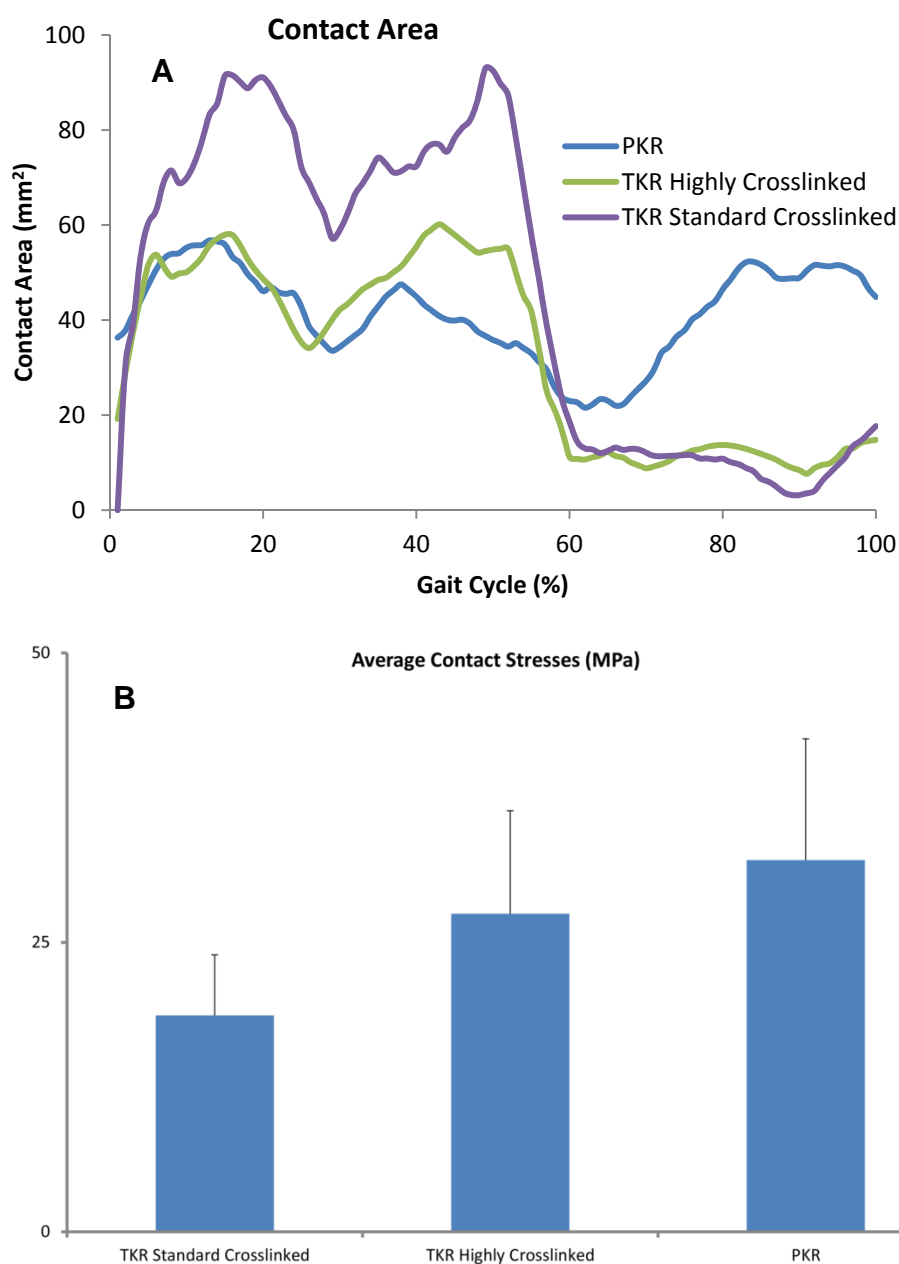 Contact Area
A
100
80
60
40
20
0
Contact Area (mm²)
PKR
TKR Highly Crosslinked
TKR Standard Crosslinked
0 20 40 60 80 100
Gait Cycle (%)
50
Average Contact Stresses (MPa)
B
25
0
TKR Standard Crosslinked TKR Highly Crosslinked PKR